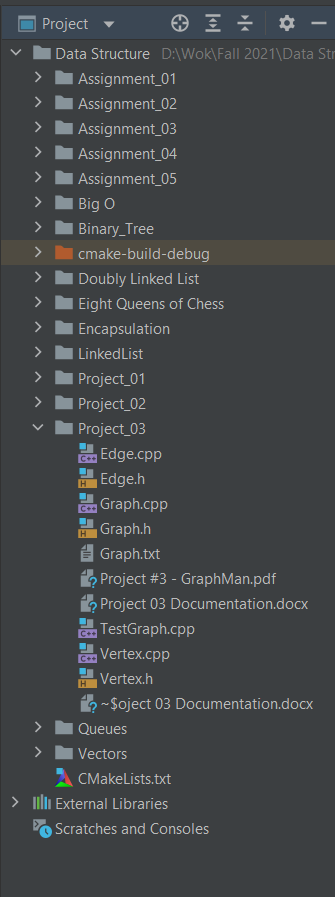 Project
Data Structure D:\Wok\Fall 2021\Data Struc
Assignment_01
Assignment_02
Assignment_03
Assignment_04
Assignment_05
Big O
Binary_Tree
cmake-build-debug
Doubly Linked List
Eight Queens of Chess
Encapsulation
LinkedList
Project_01
Project_02
Project_03
C++ Edge.cpp
H Edge.h
C++ Graph.cpp
H Graph.h
Graph.txt
? Project #3 - GraphMan.pdf
? Project 03 Documentation.docx
C++ TestGraph.cpp
C++ Vertex.cpp
H Vertex.h
? ~$oject 03 Documentation.docx
Queues
Vectors
CMakeLists.txt
External Libraries
Scratches and Consoles